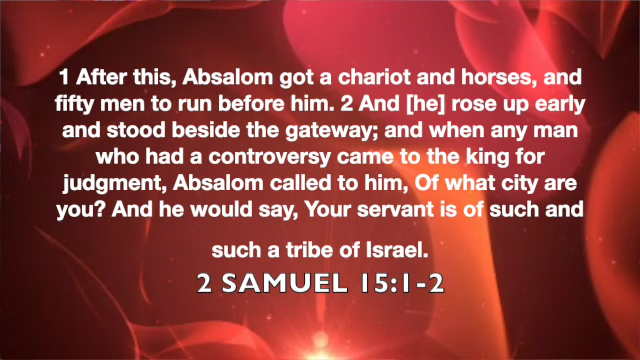 1 After this, Absalom got a chariot and horses, and
fifty men to run before him. 2 And [he] rose up early
and stood beside the gateway; and when any man
who had a controversy came to the king for
judgment, Absalom called to him, Of what city are
you? And he would say, Your servant is of such and
such a tribe of Israel.
2 SAMUEL 15:1-2